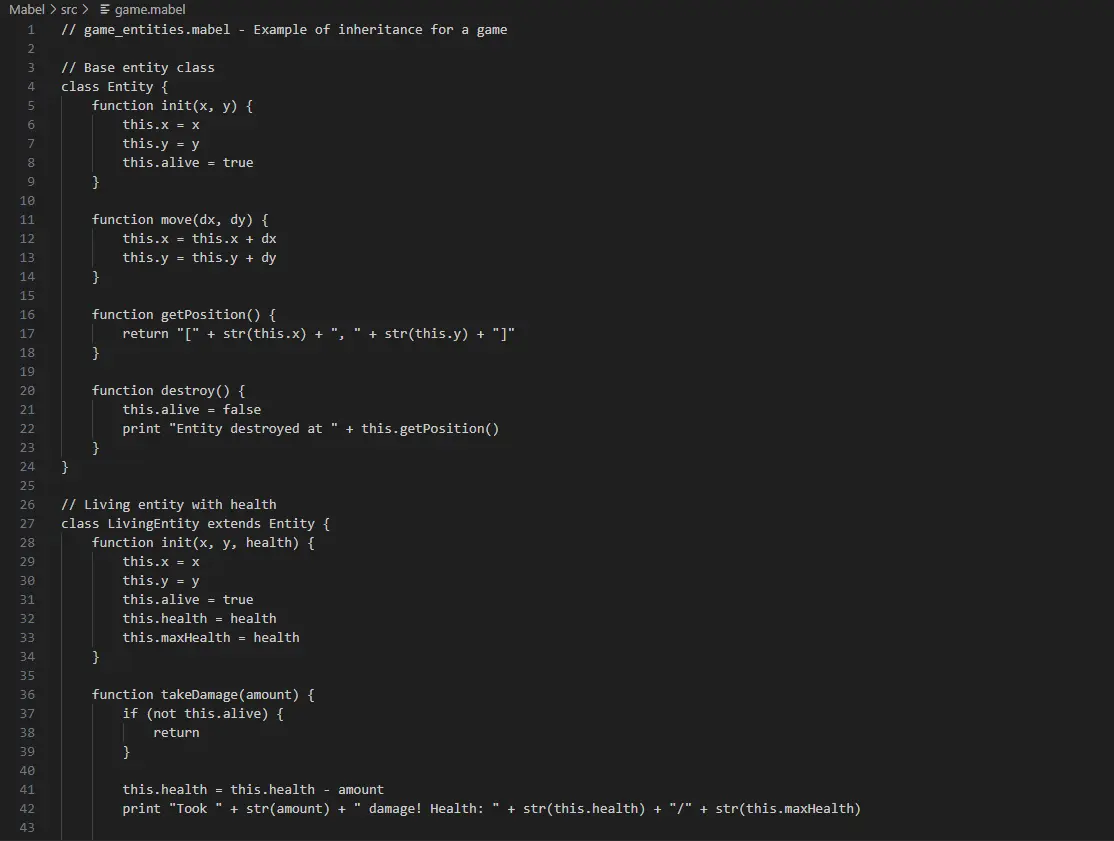 Mabel > src > game.mabel
1 // game_entities.mabel - Example of inheritance for a game
2
3 // Base entity class
4 class Entity {
5     function init(x, y) {
6         this.x = x
7         this.y = y
8         this.alive = true
9     }
10
11     function move(dx, dy) {
12         this.x = this.x + dx
13         this.y = this.y + dy
14     }
15
16     function getPosition() {
17         return "[" + str(this.x) + ", " + str(this.y) + "]"
18     }
19
20     function destroy() {
21         this.alive = false
22         print "Entity destroyed at " + this.getPosition()
23     }
24 }
25
26 // Living entity with health
27 class LivingEntity extends Entity {
28     function init(x, y, health) {
29         this.x = x
30         this.y = y
31         this.alive = true
32         this.health = health
33         this.maxHealth = health
34     }
35
36     function takeDamage(amount) {
37         if (not this.alive) {
38             return
39         }
40
41         this.health = this.health - amount
42         print "Took " + str(amount) + " damage! Health: " + str(this.health) + "/" + str(this.maxHealth)
43